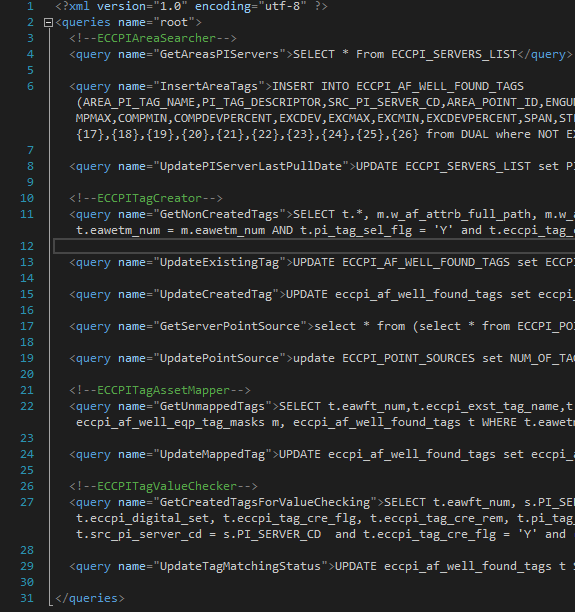 1 <?xml version="1.0" encoding="utf-8" ?>
2 <queries name="root">
3 <!--ECCPIAreaSearcher-->
4 <query name="GetAreasPIServers">SELECT * From ECCPI_SERVERS_LIST</query>
5
6 <query name="InsertAreaTags">INSERT INTO ECCPI_AF_WELL_FOUND_TAGS
(AREA_PI_TAG_NAME,PI_TAG_DESCRIPTOR,SRC_PI_SERVER_CD,AREA_POINT_ID,ENGU
MPMAX,COMPMIN,COMPDEVPERCENT,EXCDEV,EXCMAX,EXCMIN,EXCDEVPERCENT,SPAN,STE
{17},{18},{19},{20},{21},{22},{23},{24},{25},{26} from DUAL where NOT EX
7
8 <query name="UpdatePIServerLastPullDate">UPDATE ECCPI_SERVERS_LIST set PI
9
10 <!--ECCPITagCreator-->
11 <query name="GetNonCreatedTags">SELECT t.*, m.w_af_attrb_full_path, m.w_a
t.eawetm_num = m.eawetm_num AND t.pi_tag_sel_flg = 'Y' and t.eccpi_tag_c
12
13 <query name="UpdateExistingTag">UPDATE ECCPI_AF_WELL_FOUND_TAGS set ECCP
14
15 <query name="UpdateCreatedTag">UPDATE eccpi_af_well_found_tags set eccpi_
16
17 <query name="GetServerPointSource">select * from (select * from ECCPI_POI
18
19 <query name="UpdatePointSource">update ECCPI_POINT_SOURCES set NUM_OF_TAG
20
21 <!--ECCPITagAssetMapper-->
22 <query name="GetUnmappedTags">SELECT t.eawft_num,t.eccpi_exst_tag_name,t
eccpi_af_well_eqp_tag_masks m, eccpi_af_well_found_tags t WHERE t.eawetm
23
24 <query name="UpdateMappedTag">UPDATE eccpi_af_well_found_tags set eccpi_a
25
26 <!--ECCPITagValueChecker-->
27 <query name="GetCreatedTagsForValueChecking">SELECT t.eawft_num, s.PI_SE
t.eccpi_digital_set, t.eccpi_tag_cre_flg, t.eccpi_tag_cre_rem, t.pi_tag_
t.src_pi_server_cd = s.PI_SERVER_CD and t.eccpi_tag_cre_flg = 'Y' and
28
29 <query name="UpdateTagMatchingStatus">UPDATE eccpi_af_well_found_tags t S
30
31 </queries>